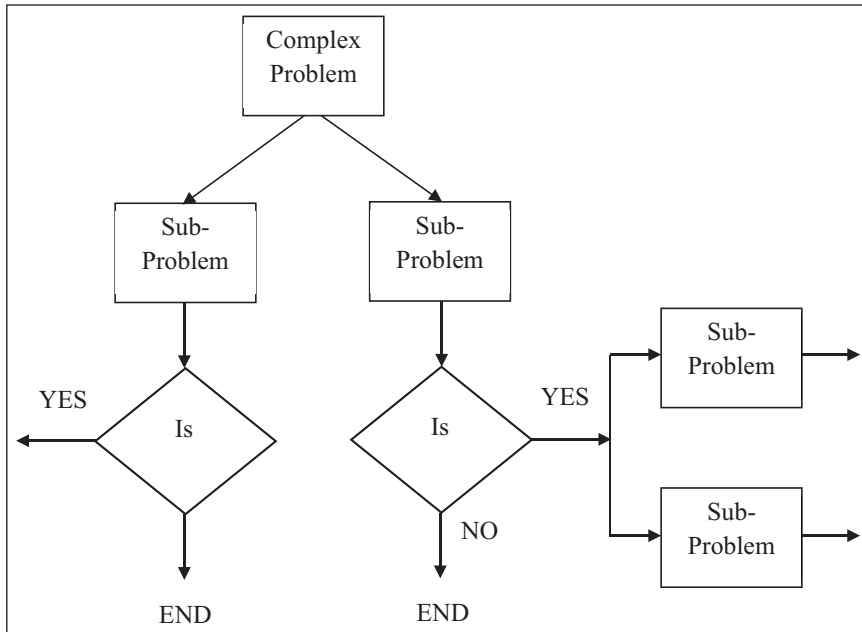 Complex
Problem
Sub-
Problem
Sub-
Problem
Sub-
Problem
YES
Is
Is
YES
NO
Sub-
Problem
END
END